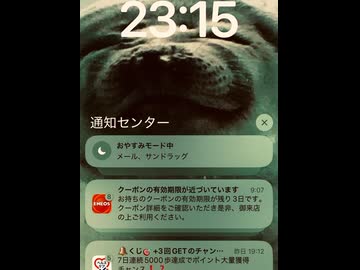 23:15
通知センター
おやすみモード中
メール、サンドラッグ
クーポンの有効期限が近づいています 9:07
お持ちのクーポンの有効期限が残り3日です。
クーポン詳細をご確認いただき是非、御来店
の上ご利用ください。
ENEOS
🔔くじ🎯+3回GETのチャン… 昨日 19:12
7日連続5000歩達成でポイント大量獲得
チャンス❗❓